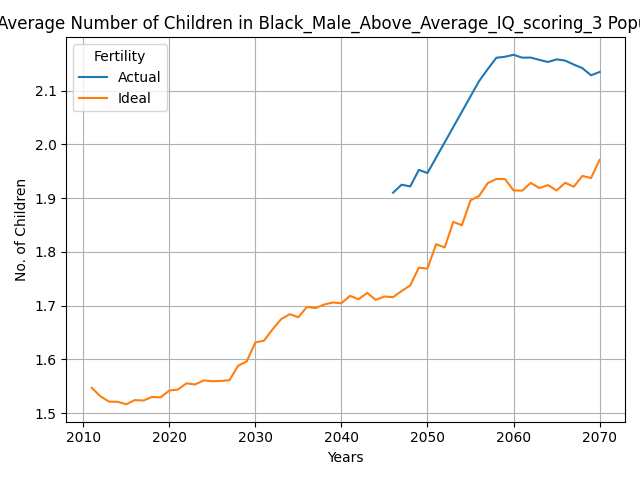 Average Number of Children in Black_Male_Above_Average_IQ_scoring_3
Fertility
Actual
Ideal
No. of Children
2.1
2.0
1.9
1.8
1.7
1.6
1.5
2010 2020 2030 2040 2050 2060 2070
Years